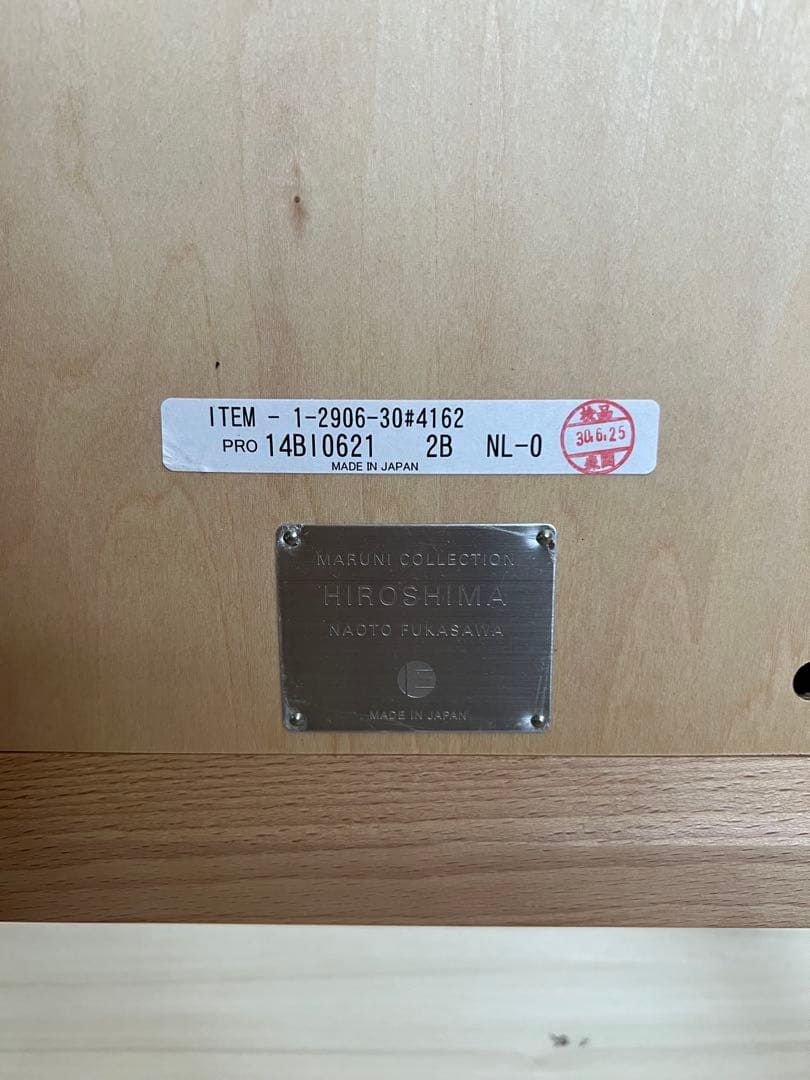 ITEM - 1-2906-30#4162
PRO 14BI0621 2B NL-0
MADE IN JAPAN
検品
30.6.25
MARUNI COLLECTION
HIROSHIMA
NAOTO FUKASAWA
MADE IN JAPAN